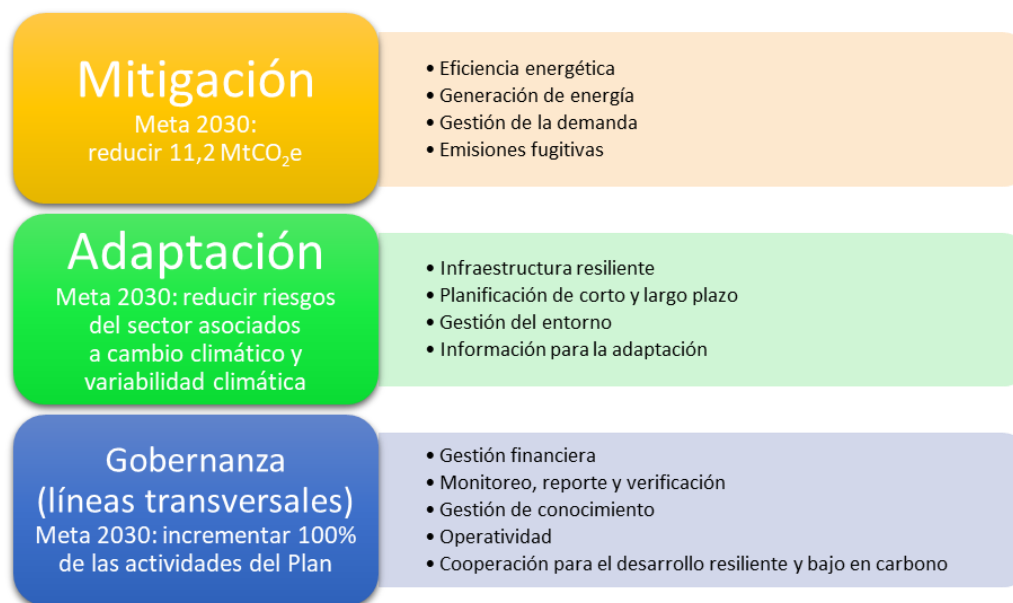 Mitigación
Meta 2030:
reducir 11,2 MtCO₂e
• Eficiencia energética
• Generación de energía
• Gestión de la demanda
• Emisiones fugitivas
Adaptación
Meta 2030: reducir riesgos
del sector asociados
a cambio climático y
variabilidad climática
• Infraestructura resiliente
• Planificación de corto y largo plazo
• Gestión del entorno
• Información para la adaptación
Gobernanza
(líneas transversales)
Meta 2030: incrementar 100%
de las actividades del Plan
• Gestión financiera
• Monitoreo, reporte y verificación
• Gestión de conocimiento
• Operatividad
• Cooperación para el desarrollo resiliente y bajo en carbono